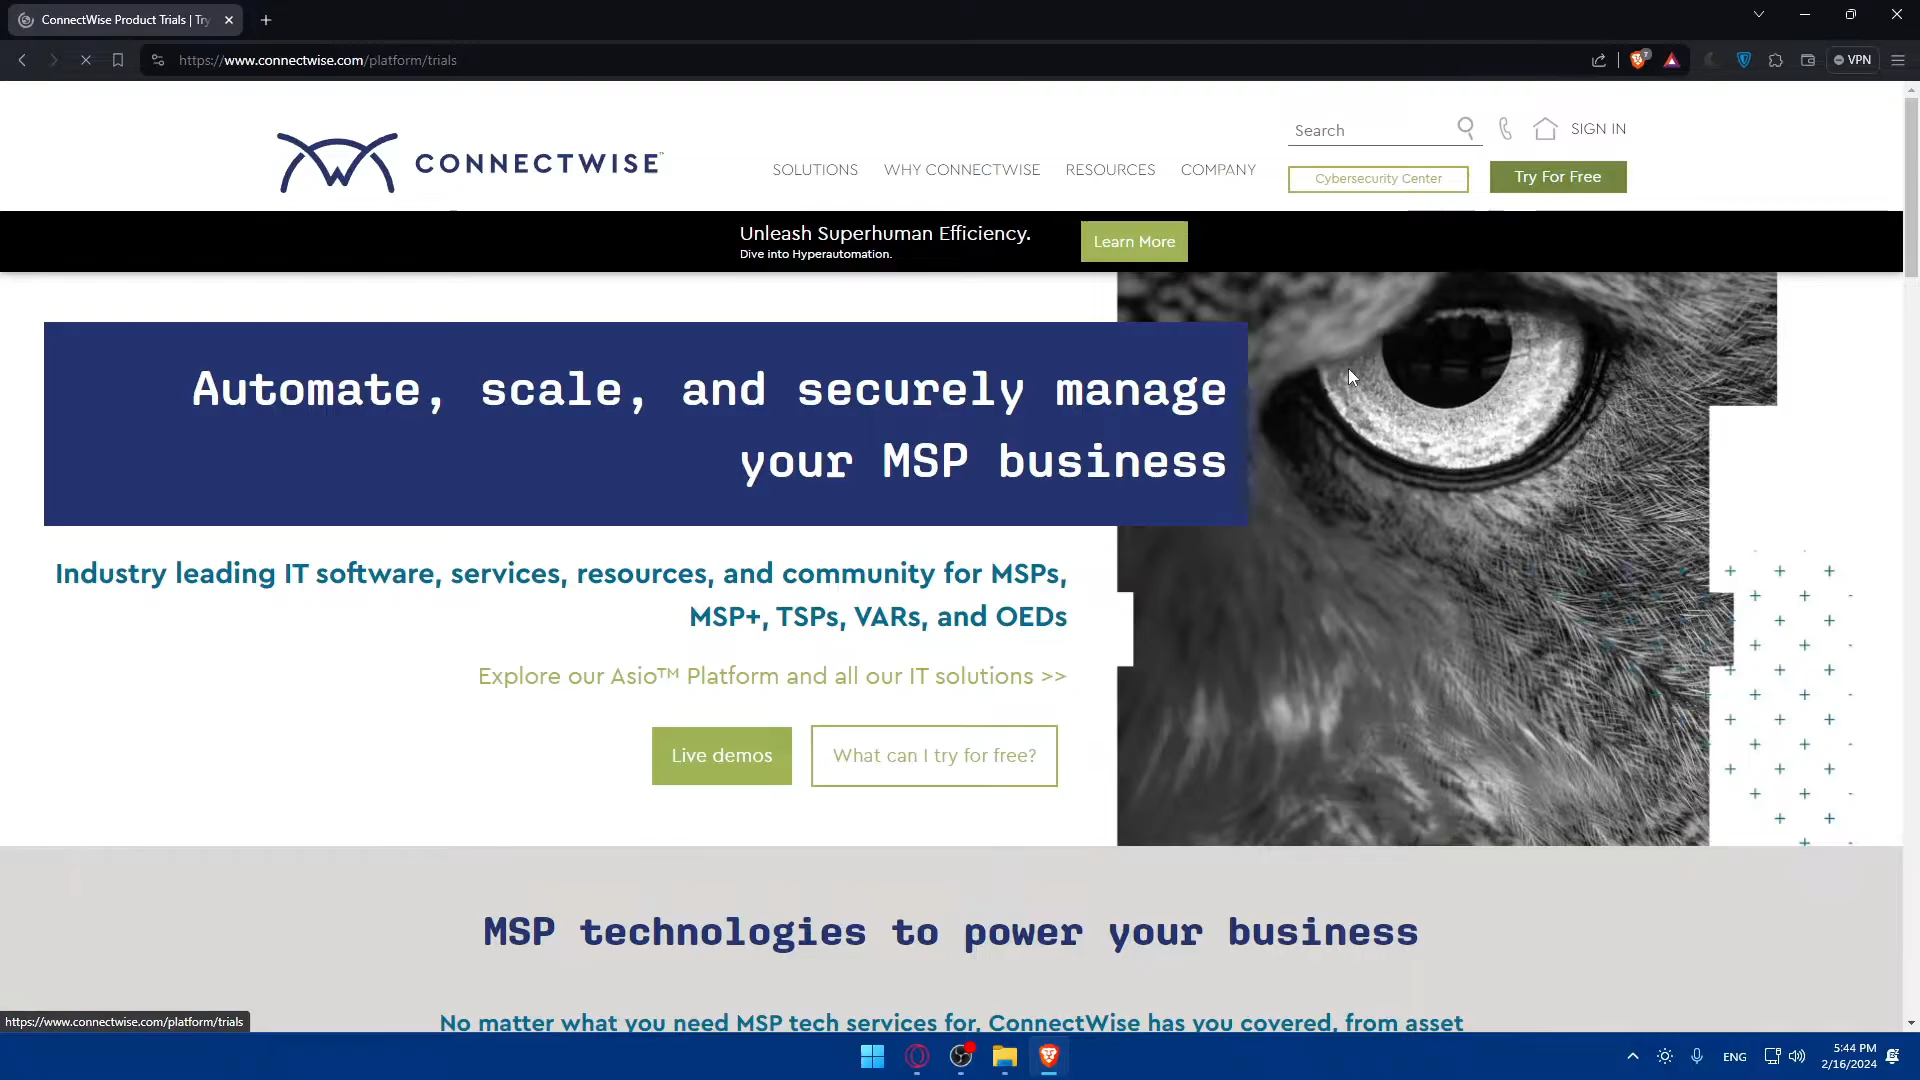 ConnectWise Product Trials | Try
https://www.connectwise.com/platform/trials
7
VPN
CONNECTWISE™
SOLUTIONS
WHY CONNECTWISE
RESOURCES
COMPANY
Search
SIGN IN
Cybersecurity Center
Try For Free
Unleash Superhuman Efficiency.
Dive into Hyperautomation.
Learn More
Automate, scale, and securely manage
your MSP business
Industry leading IT software, services, resources, and community for MSPs,
MSP+, TSPs, VARs, and OEDs
Explore our Asio™ Platform and all our IT solutions >>
Live demos
What can I try for free?
MSP technologies to power your business
No matter what you need MSP tech services for, ConnectWise has you covered, from asset
https://www.connectwise.com/platform/trials
ENG
5:44 PM
2/16/2024